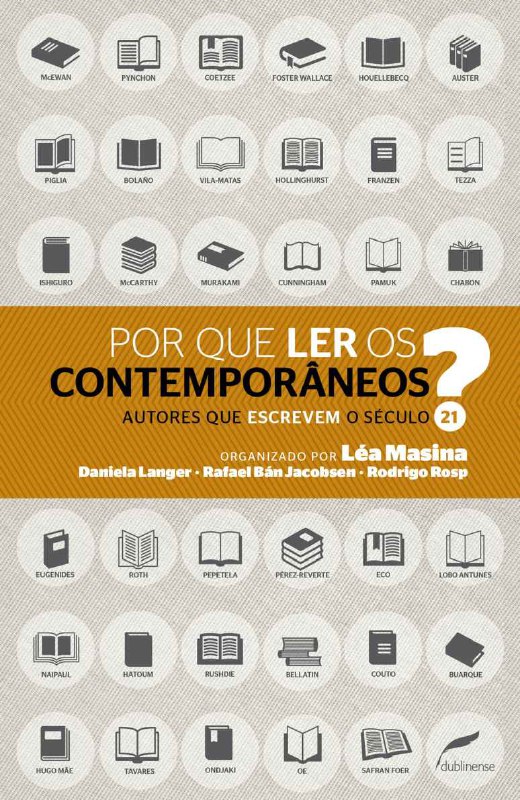 McEWAN PYNCHON COETZEE FOSTER WALLACE HOUELLEBECQ AUSTER
PIGLIA BOLAÑO VILA-MATAS HOLLINGHURST FRANZEN TEZZA
ISHIGURO McCARTHY MURAKAMI CUNNINGHAM PAMUK CHABON
POR QUE LER OS
CONTEMPORÂNEOS?
AUTORES QUE ESCREVEM O SÉCULO 21
ORGANIZADO POR Léa Masina
Daniela Langer · Rafael Bán Jacobsen · Rodrigo Rosp
EUGENIDES ROTH PEPETELA PÉREZ-REVERTE ECO LOBO ANTUNES
NAIPAUL HATOUM RUSHDIE BELLATIN COUTO BUARQUE
HUGO MÃE TAVARES ONDJAKI OE SAFRAN FOER dublinense